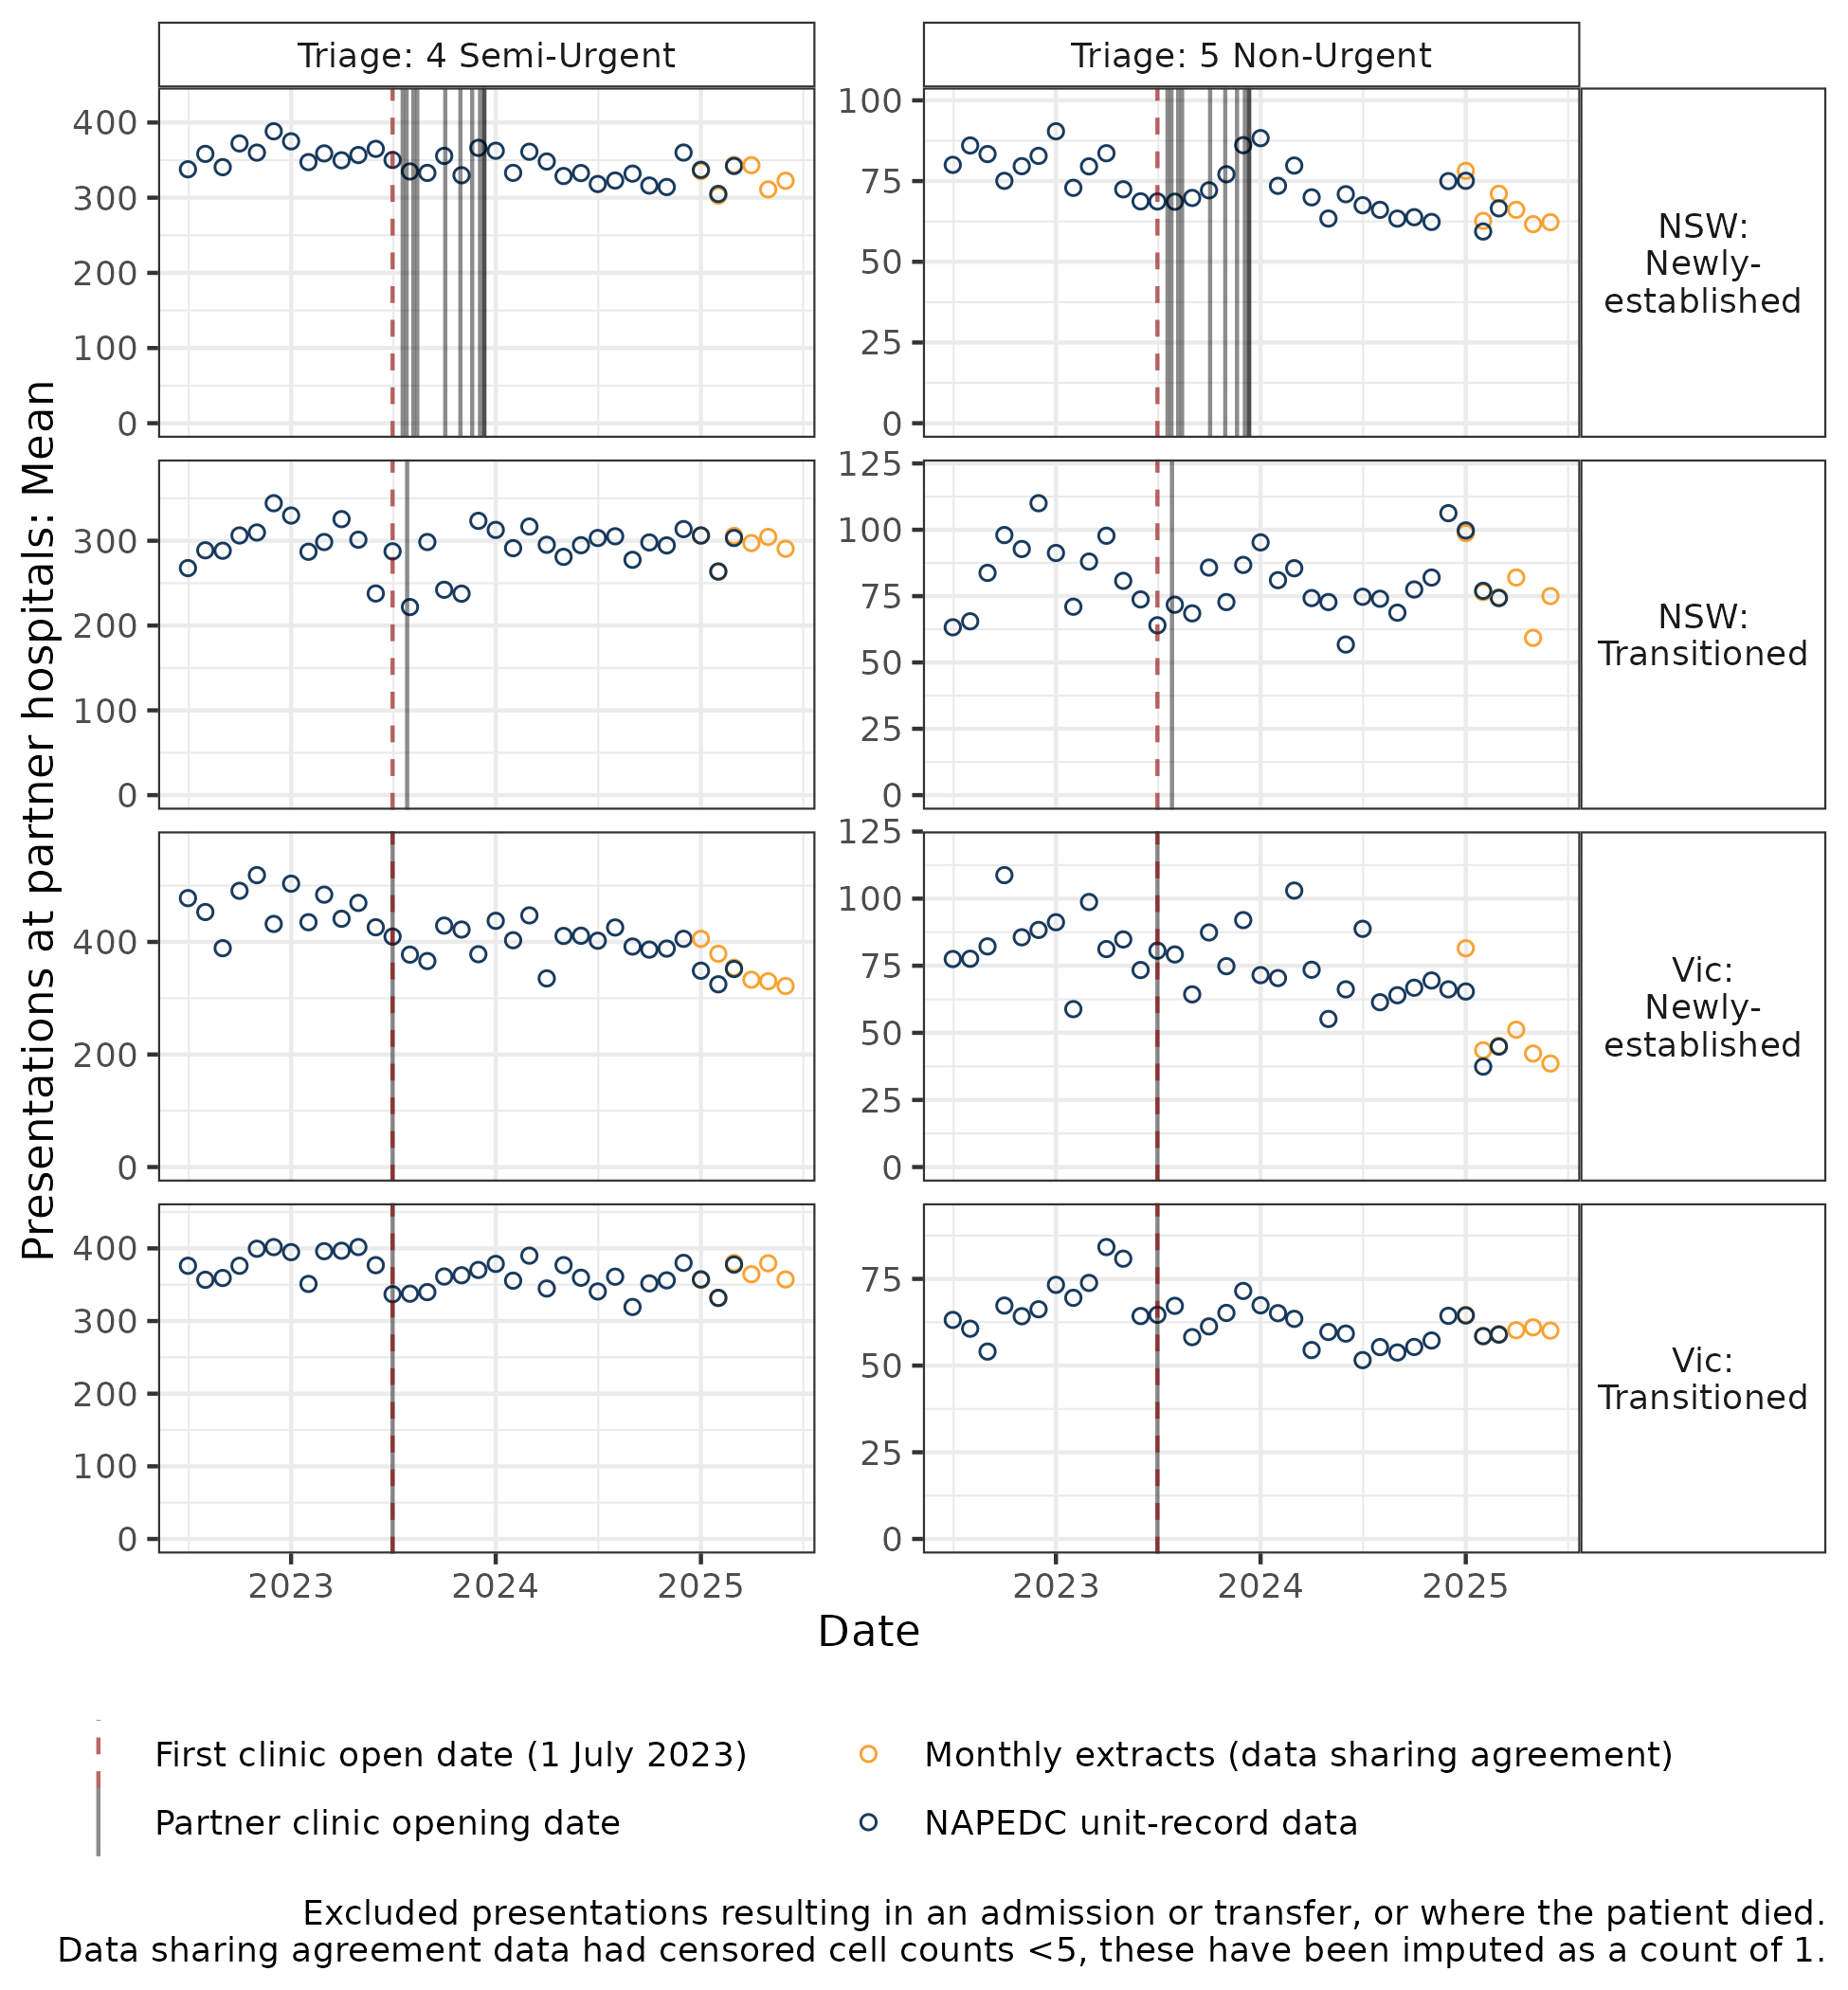 Triage: 4 Semi-Urgent
Triage: 5 Non-Urgent
Presentations at partner hospitals: Mean
400
300
200
100
0
100
75
50
25
0
NSW:
Newly-
established
300
200
100
0
125
100
75
50
25
0
NSW:
Transitioned
400
200
0
125
100
75
50
25
0
Vic:
Newly-
established
400
300
200
100
0
75
50
25
0
Vic:
Transitioned
2023
2024
2025
2023
2024
2025
Date
First clinic open date (1 July 2023)
Partner clinic opening date
Monthly extracts (data sharing agreement)
NAPEDC unit-record data
Excluded presentations resulting in an admission or transfer, or where the patient died.
Data sharing agreement data had censored cell counts <5, these have been imputed as a count of 1.